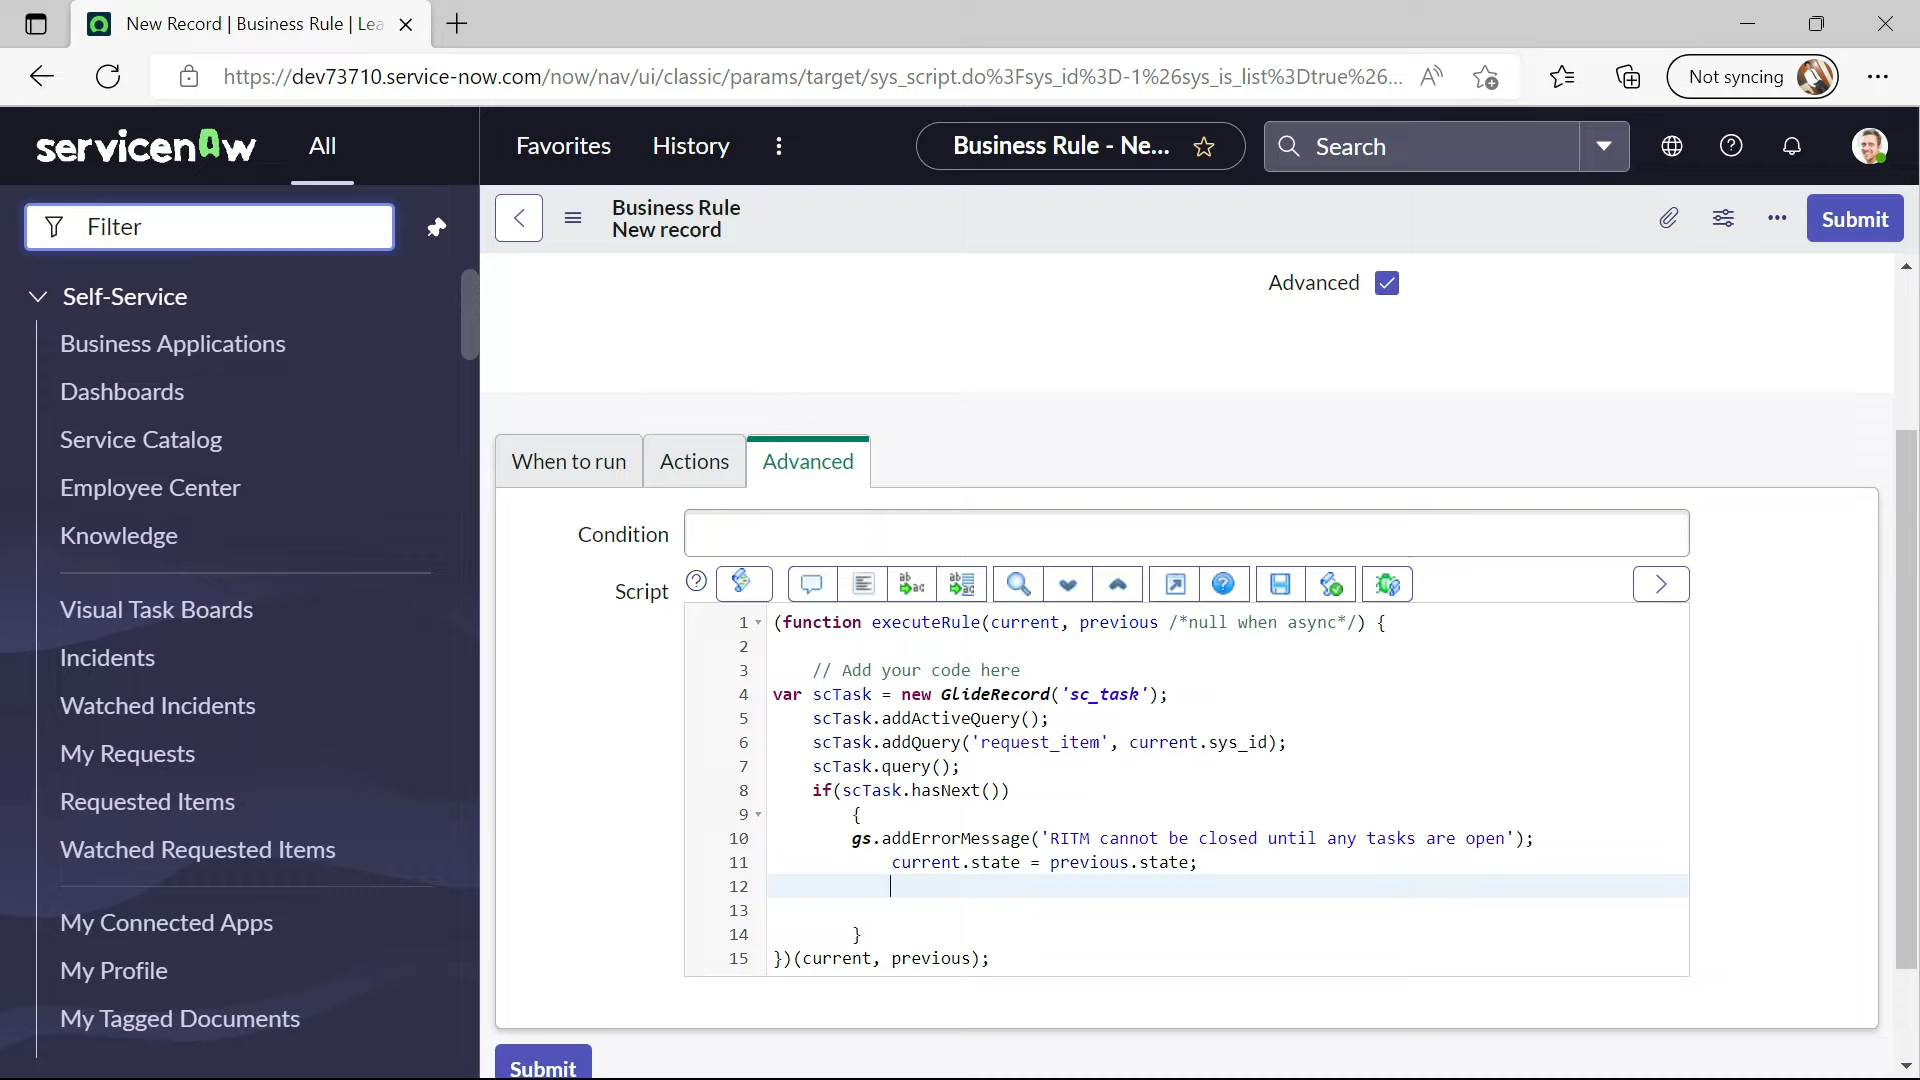 New Record | Business Rule | Lea
https://dev73710.service-now.com/now/nav/ui/classic/params/target/sys_script.do%3Fsys_id%3D-1%26sys_is_list%3Dtrue%26...
Not syncing
servicenow
All
Favorites
History
Business Rule - Ne...
Search
Filter
Business Rule
New record
Submit
Self-Service
Business Applications
Dashboards
Service Catalog
Employee Center
Knowledge
Visual Task Boards
Incidents
Watched Incidents
My Requests
Requested Items
Watched Requested Items
My Connected Apps
My Profile
My Tagged Documents
Advanced
When to run
Actions
Advanced
Condition
Script
1 (function executeRule(current, previous /*null when async*/) {
2
3 // Add your code here
4 var scTask = new GlideRecord('sc_task');
5 scTask.addActiveQuery();
6 scTask.addQuery('request_item', current.sys_id);
7 scTask.query();
8 if(scTask.hasNext())
9 {
10 gs.addErrorMessage('RITM cannot be closed until any tasks are open');
11 current.state = previous.state;
12
13
14 }
15 })(current, previous);
Submit